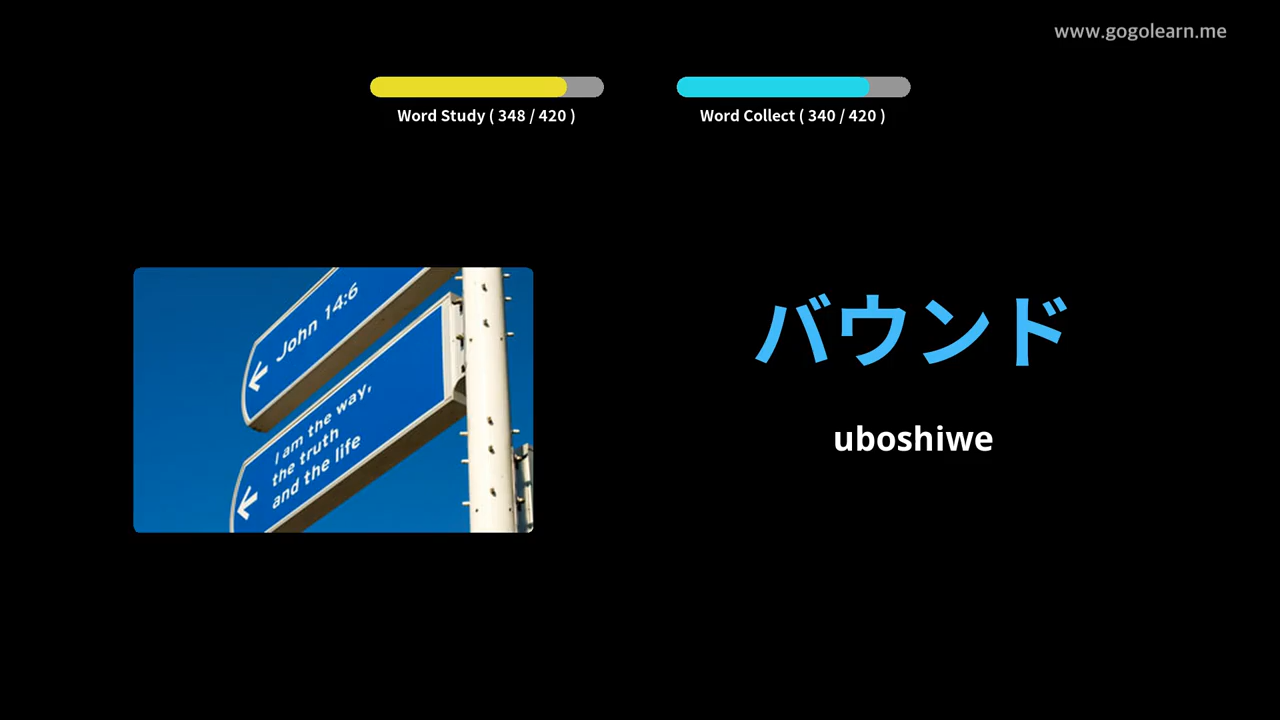 www.gogolearn.me
Word Study ( 348 / 420 )
Word Collect ( 340 / 420 )
John 14:6
I am the way,
the truth
and the life
バウンド
uboshiwe